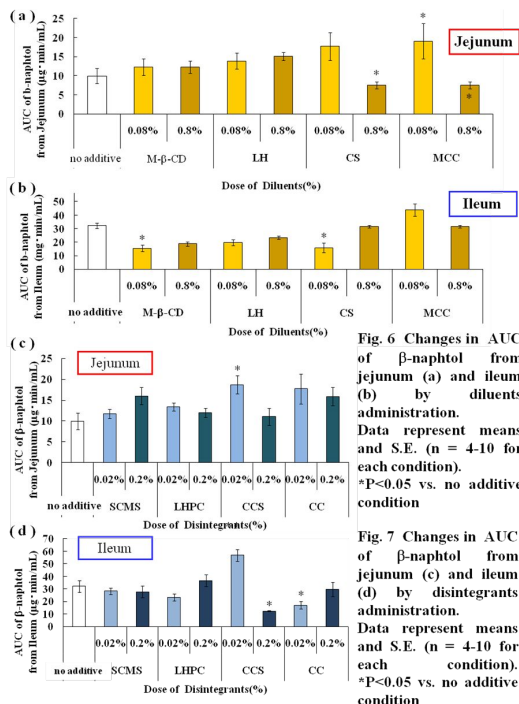 (a)
AUC of b-naphtol
from Jejunum (µg·min/mL)
25
20
15
10
5
0
*
*
*
Jejunum
0.08% 0.8% 0.08% 0.8% 0.08% 0.8% 0.08% 0.8%
no additive M-β-CD LH CS MCC
Dose of Diluents(%)
(b)
AUC of b-naphtol
from Ileum (µg·min/mL)
50
40
30
20
10
0
*
*
Ileum
0.08% 0.8% 0.08% 0.8% 0.08% 0.8% 0.08% 0.8%
no additive M-β-CD LH CS MCC
Dose of Diluents(%)
Fig. 6 Changes in AUC
of β-naphtol from
jejunum (a) and ileum
(b) by diluents
administration.
Data represent means
and S.E. (n = 4-10 for
each condition).
*P<0.05 vs. no additive
condition
(c)
AUC of β-naphtol
from Jejunum (µg·min/mL)
25
20
15
10
5
0
Jejunum
*
0.02% 0.2% 0.02% 0.2% 0.02% 0.2% 0.02% 0.2%
no additive SCMS LHPC CCS CC
Dose of Disintegrants(%)
(d)
AUC of β-naphtol
from Ileum (µg·min/mL)
70
60
50
40
30
20
10
0
Ileum
*
*
0.02% 0.2% 0.02% 0.2% 0.02% 0.2% 0.02% 0.2%
no additive SCMS LHPC CCS CC
Dose of Disintegrants(%)
Fig. 7 Changes in AUC
of β-naphtol from
jejunum (c) and ileum
(d) by disintegrants
administration.
Data represent means
and S.E. (n = 4-10 for
each condition).
*P<0.05 vs. no additive
condition